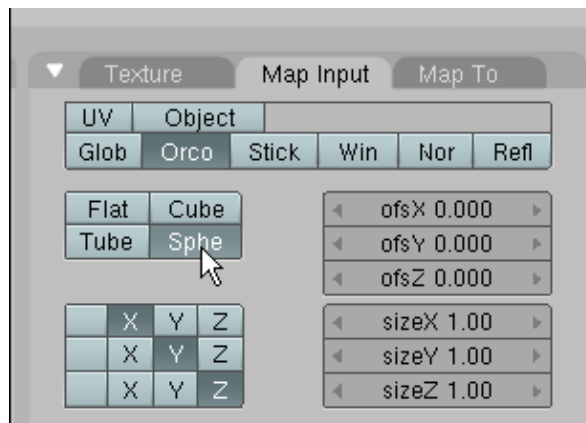 Texture Map Input Map To
UV Object
Glob Orco Stick Win Nor Refl
Flat Cube ofsX 0.000
Tube Sphe ofsY 0.000
ofsZ 0.000
X Y Z sizeX 1.00
X Y Z sizeY 1.00
X Y Z sizeZ 1.00